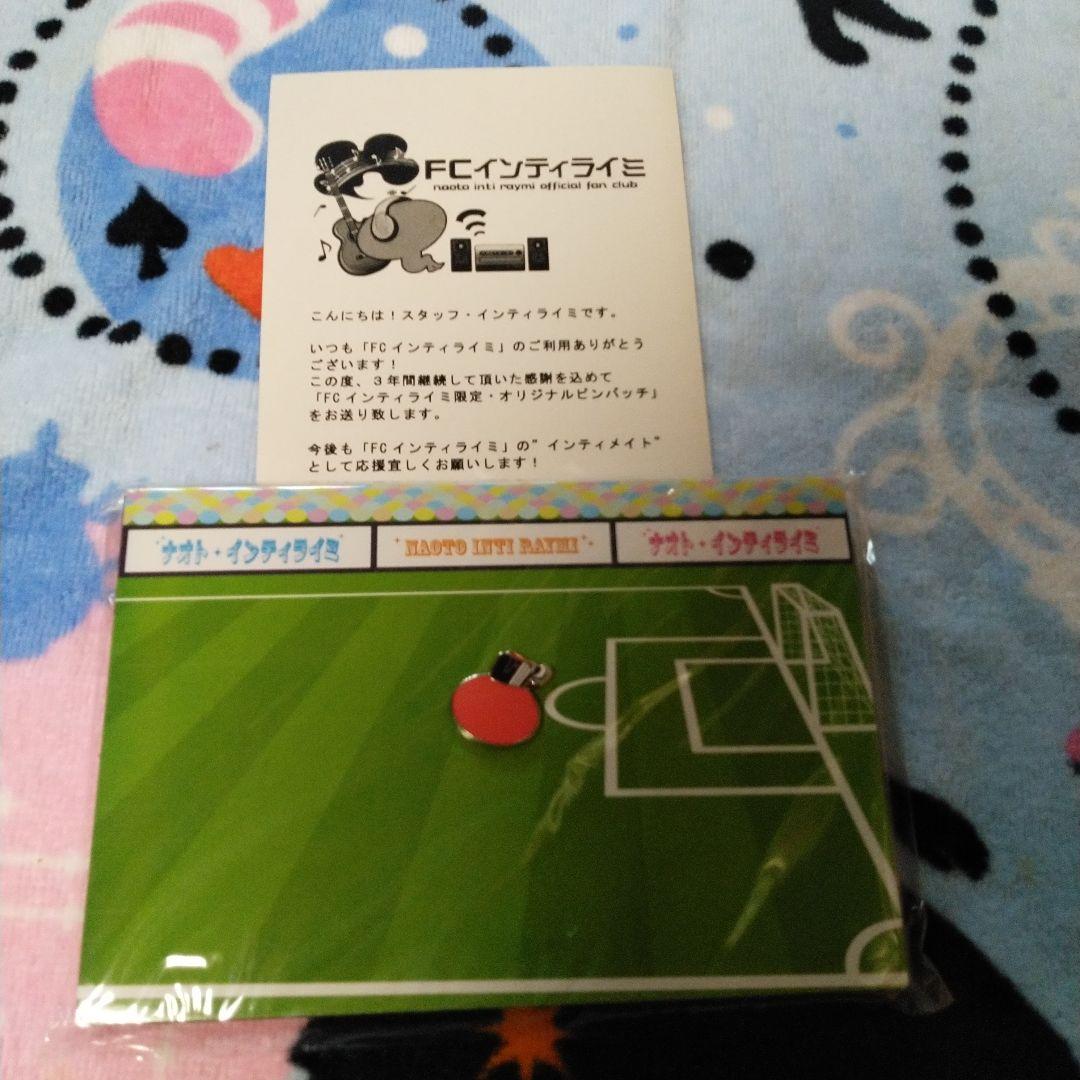 FCインティライミ
naoto inti raymi official fan club
こんにちは！スタッフ・インティライミです。
いつも「FCインティライミ」のご利用ありがとう
ございます！
この度、３年間継続して頂いた感謝を込めて
「FCインティライミ限定・オリジナルピンバッチ」
をお送り致します。
今後も「FCインティライミ」の”インティメイト”
として応援宜しくお願いします！
ナオト・インティライミ
NAOTO INTI RAYMI
ナオト・インティライミ